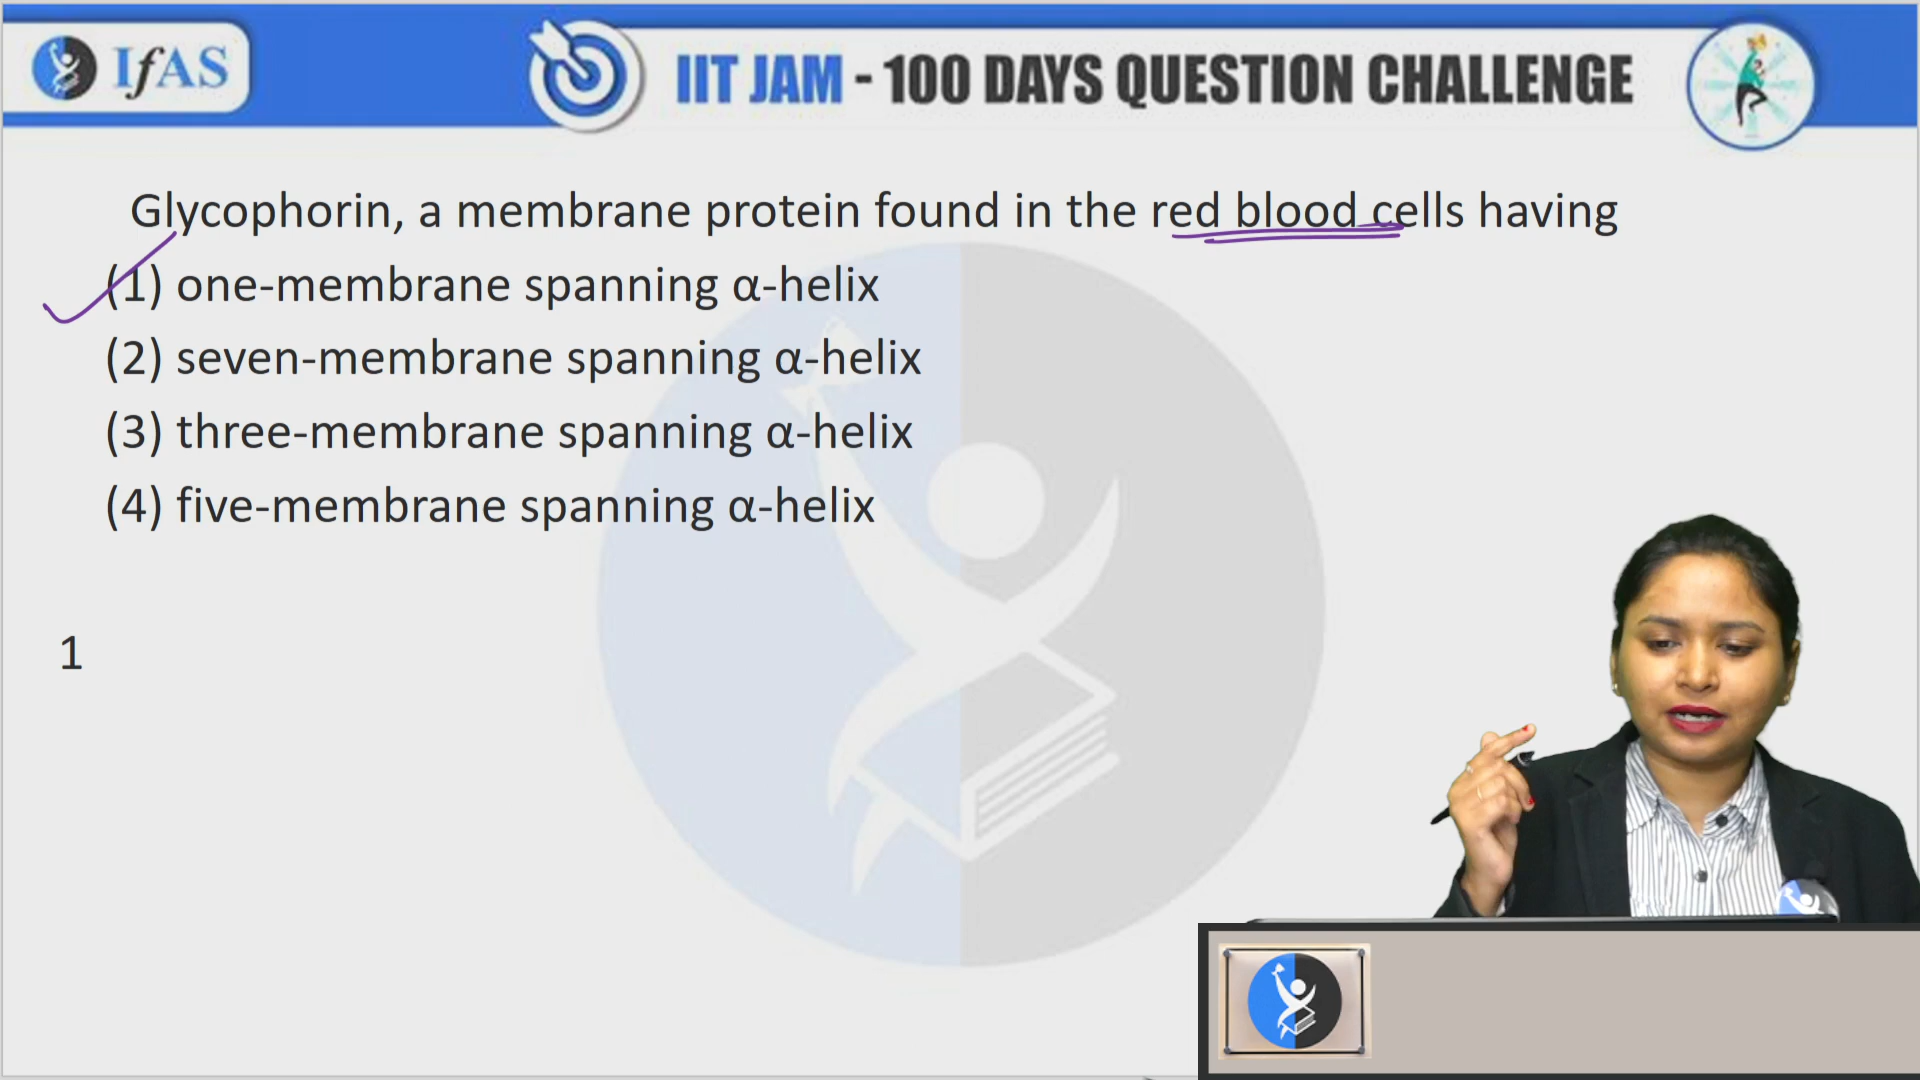 IfAS
IIT JAM - 100 DAYS QUESTION CHALLENGE
Glycophorin, a membrane protein found in the red blood cells having
(1) one-membrane spanning α-helix
(2) seven-membrane spanning α-helix
(3) three-membrane spanning α-helix
(4) five-membrane spanning α-helix
1